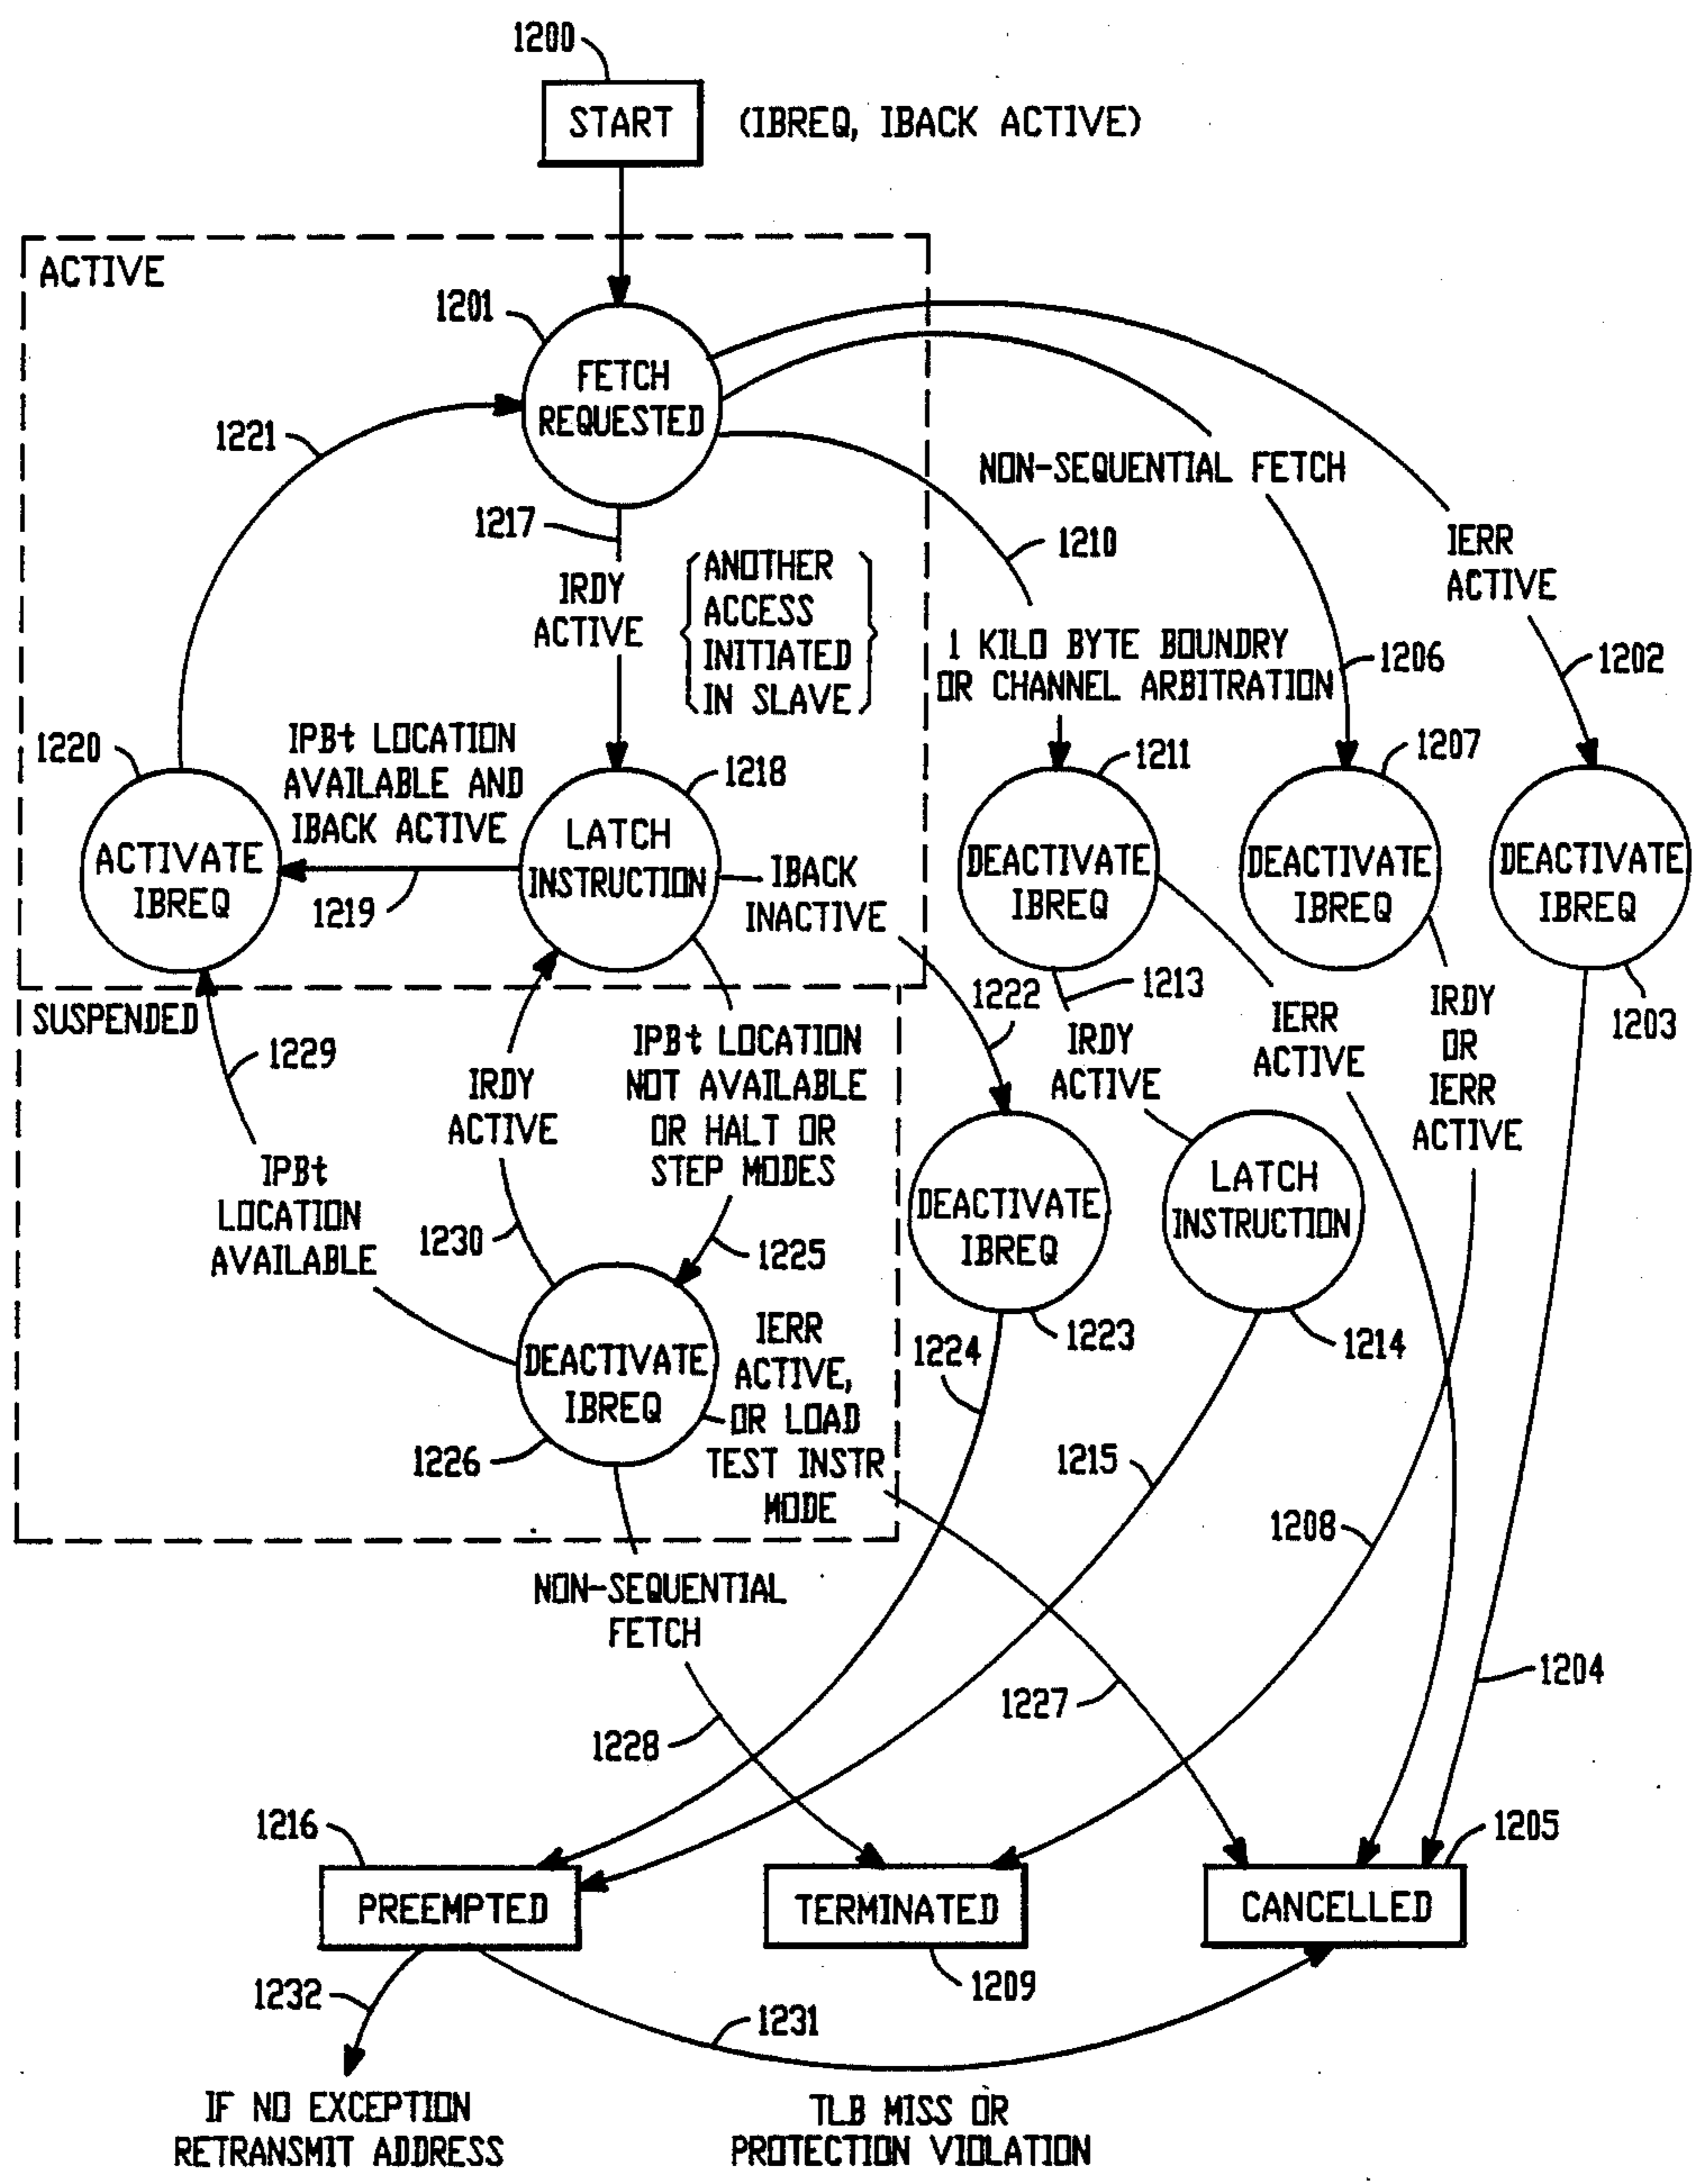 1200
START
(IBREQ, IBACK ACTIVE)
ACTIVE
1201
FETCH
REQUESTED
1221
1217
IRDY
ACTIVE
ANOTHER
ACCESS
INITIATED
IN SLAVE
NON-SEQUENTIAL FETCH
1210
IERR
ACTIVE
1 KILO BYTE BOUNDRY
OR CHANNEL ARBITRATION
1206
1202
1220
IPBt LOCATION
AVAILABLE AND
IBACK ACTIVE
1218
1211
1207
ACTIVATE
IBREQ
1219
LATCH
INSTRUCTION
IBACK
INACTIVE
DEACTIVATE
IBREQ
DEACTIVATE
IBREQ
DEACTIVATE
IBREQ
SUSPENDED
1229
IRDY
ACTIVE
IPBt LOCATION
NOT AVAILABLE
OR HALT OR
STEP MODES
1222
1213
IRDY
ACTIVE
IERR
ACTIVE
IRDY
OR
IERR
ACTIVE
1203
IPBt
LOCATION
AVAILABLE
1230
1225
DEACTIVATE
IBREQ
LATCH
INSTRUCTION
1223
1214
1224
DEACTIVATE
IBREQ
1226
IERR
ACTIVE,
OR LOAD
TEST INSTR
MODE
1215
1208
NON-SEQUENTIAL
FETCH
1228
1227
1204
1216
1205
PREEMPTED
TERMINATED
CANCELLED
1232
1209
1231
IF NO EXCEPTION
RETRANSMIT ADDRESS
TLB MISS OR
PROTECTION VIOLATION